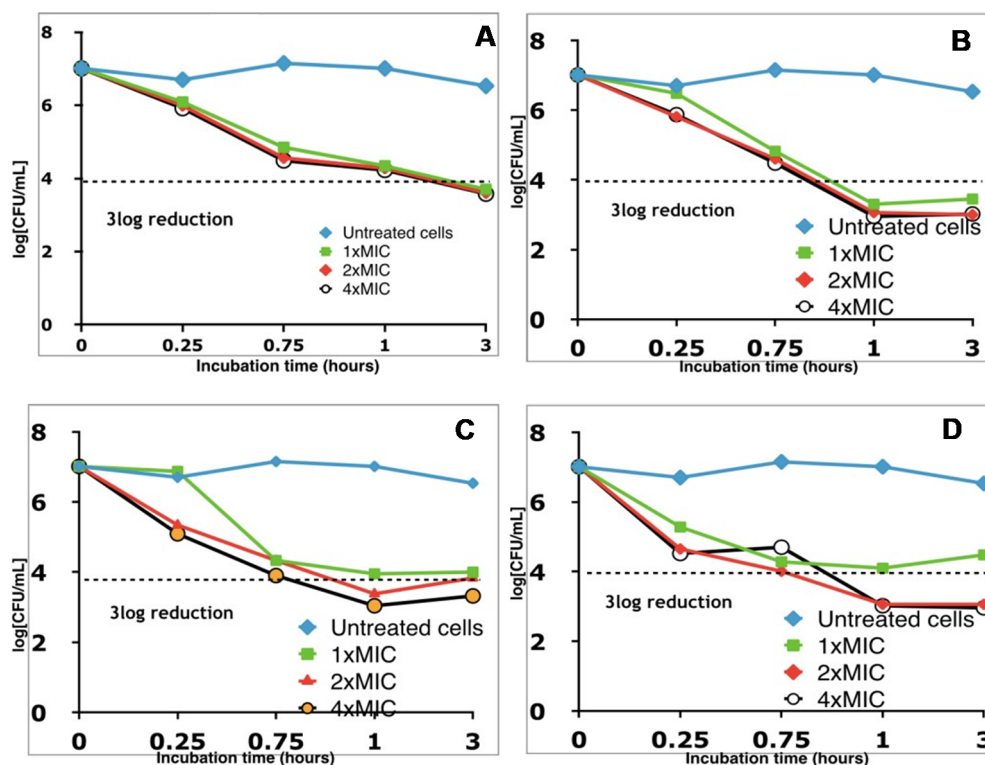 A
8
6
4
2
0
log[CFU/mL]
3log reduction
Untreated cells
1xMIC
2xMIC
4xMIC
0 0.25 0.75 1 3
Incubation time (hours)
B
8
6
4
2
0
log[CFU/mL]
3log reduction
Untreated cells
1xMIC
2xMIC
4xMIC
0 0.25 0.75 1 3
Incubation time (hours)
C
8
6
4
2
0
log[CFU/mL]
3log reduction
Untreated cells
1xMIC
2xMIC
4xMIC
0 0.25 0.75 1 3
Incubation time (hours)
D
8
6
4
2
0
log[CFU/mL]
3log reduction
Untreated cells
1xMIC
2xMIC
4xMIC
0 0.25 0.75 1 3
Incubation time (hours)